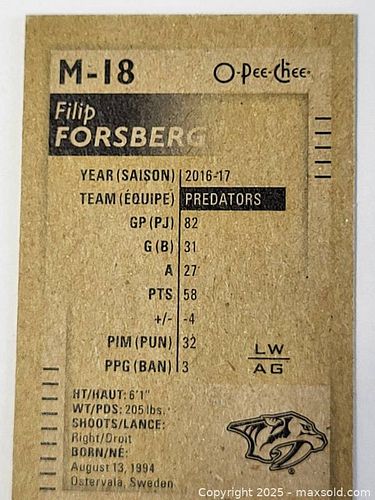 M-18 O-Pee-Chee
Filip
FORSBERG
YEAR (SAISON) 2016-17
TEAM (ÉQUIPE) PREDATORS
GP (PJ) 82
G (B) 31
A 27
PTS 58
+/- -4
PIM (PUN) 32
PPG (BAN) 3
LW
AG
HT/HAUT: 6'1"
WT/PDS: 205 lbs.
SHOOTS/LANCE:
Right/Droit
BORN/NÉ:
August 13, 1994
Ostervala, Sweden
®
Copyright 2025 - maxsold.com